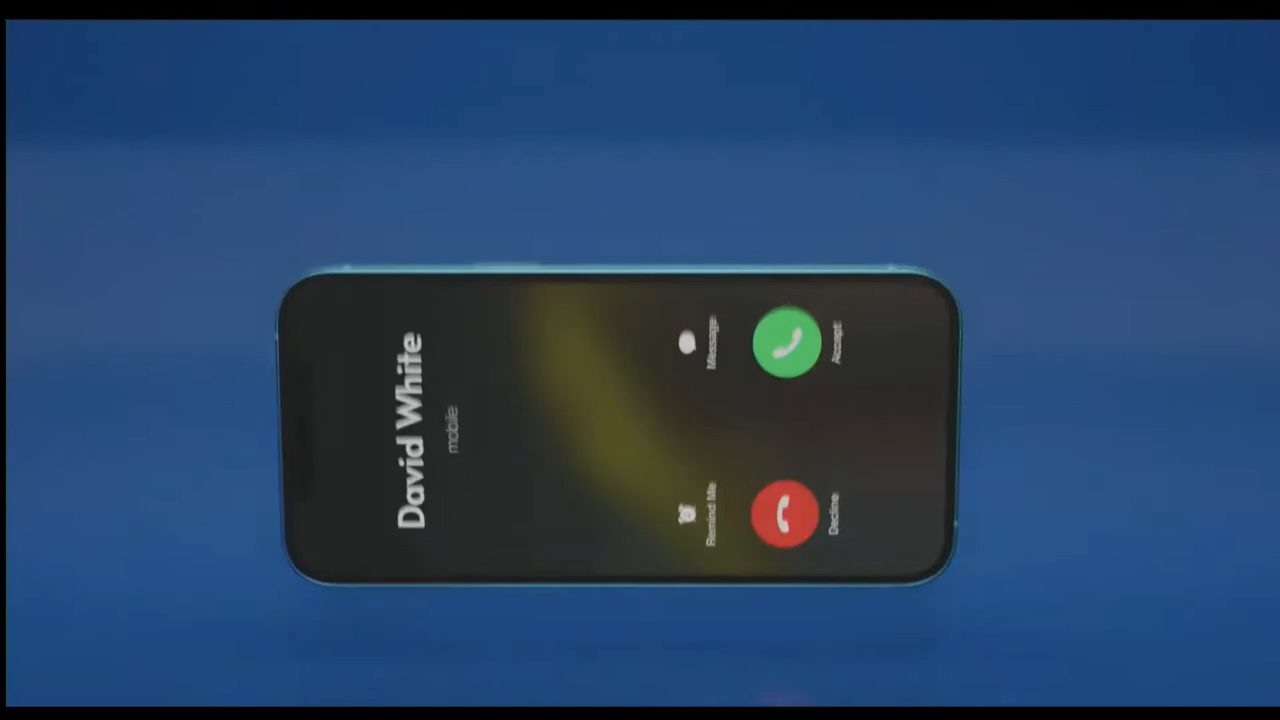 David White
mobile
Remind Me
Message
Decline
Accept